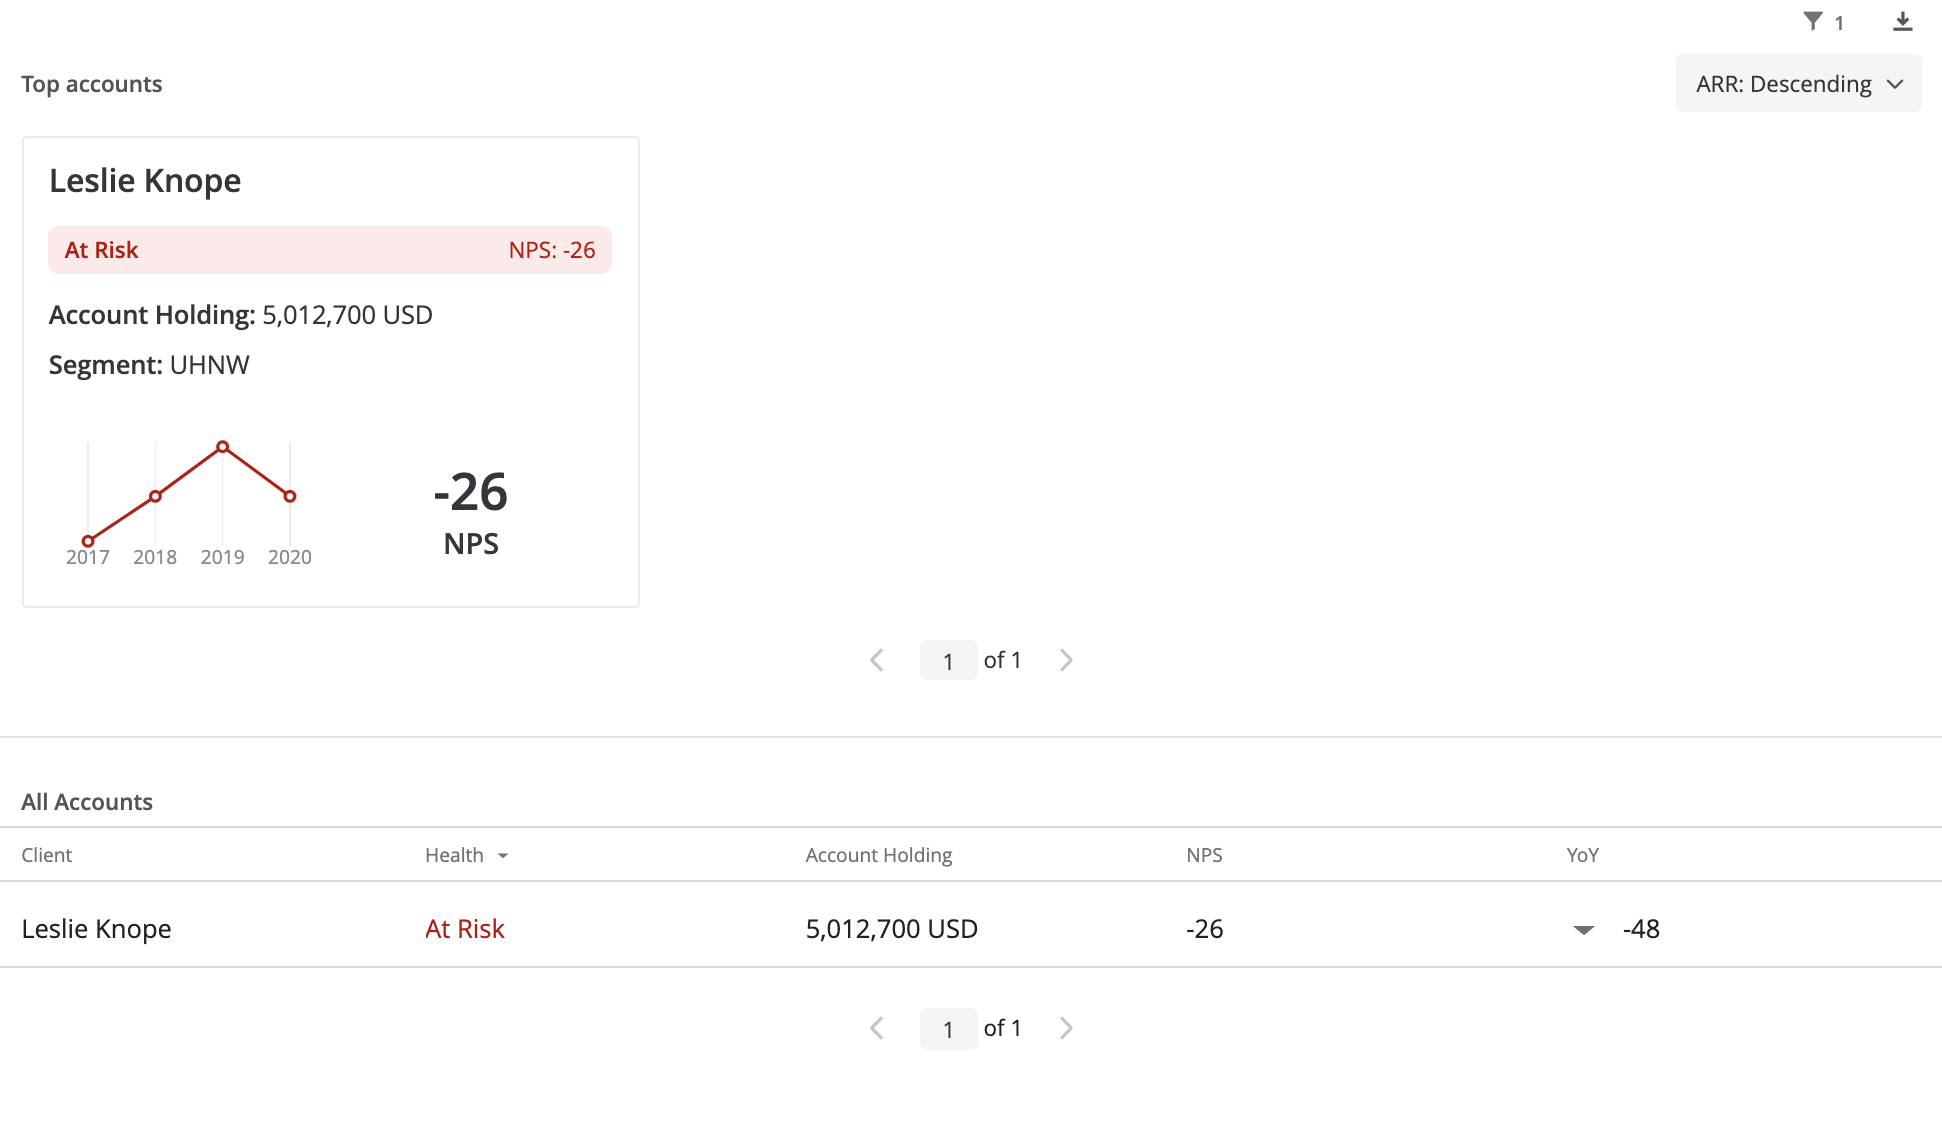 1
Top accounts
ARR: Descending
Leslie Knope
At Risk NPS: -26
Account Holding: 5,012,700 USD
Segment: UHNW
-26
NPS
2017 2018 2019 2020
1 of 1
All Accounts
Client Health Account Holding NPS YoY
Leslie Knope At Risk 5,012,700 USD -26 -48
1 of 1